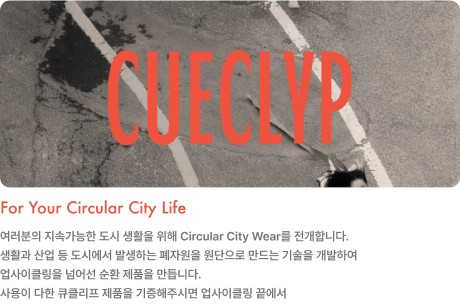 CUECLYP
For Your Circular City Life
여러분의 지속가능한 도시 생활을 위해 Circular City Wear를 전개합니다.
생활과 산업 등 도시에서 발생하는 폐자원을 원단으로 만드는 기술을 개발하여
업사이클링을 넘어선 순환 제품을 만듭니다.
사용이 다한 큐클리프 제품을 기증해주시면 업사이클링 끝에서